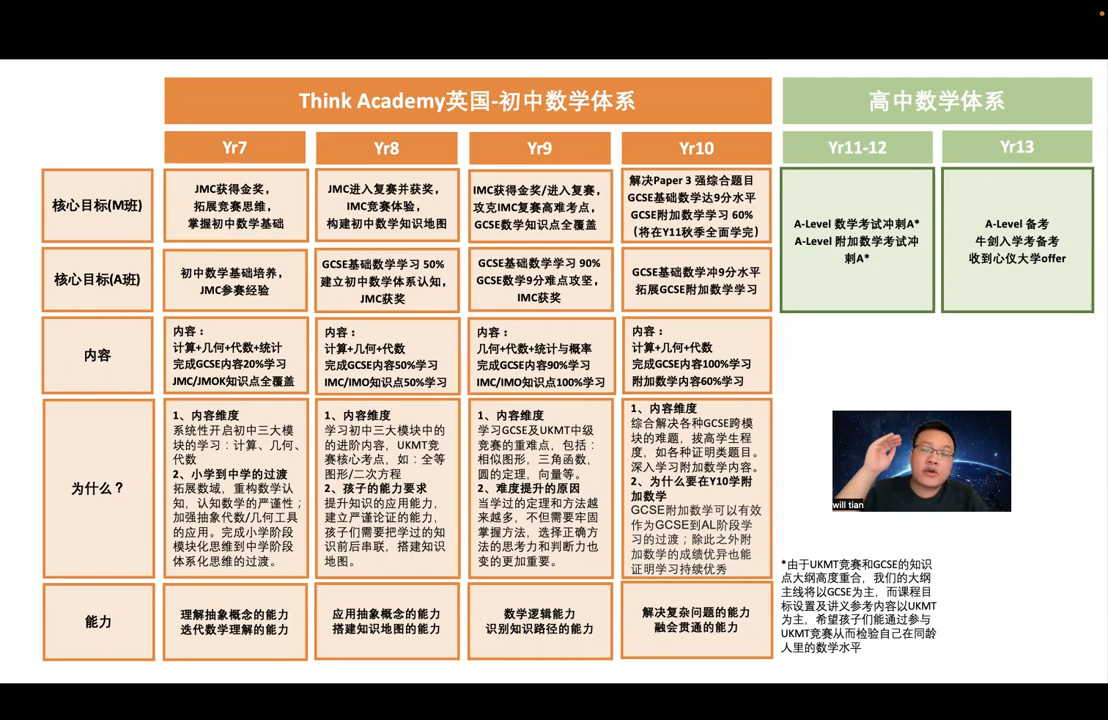 Think Academy英国-初中数学体系
高中数学体系
Yr7
Yr8
Yr9
Yr10
Yr11-12
Yr13
核心目标(M班)
JMC获得金奖，
拓展竞赛思维，
掌握初中数学基础
JMC进入复赛并获奖，
IMC竞赛体验，
构建初中数学知识地图
IMC获得金奖/进入复赛，
攻克IMC复赛高难考点，
GCSE数学知识点全覆盖
解决Paper 3 强综合题目
GCSE基础数学达9分水平
GCSE附加数学学习 60%
（将在Y11秋季全面学完）
A-Level 数学考试冲刺A*
A-Level 附加数学考试冲
刺A*
A-Level 备考
牛剑入学考备考
收到心仪大学offer
核心目标(A班)
初中数学基础培养，
JMC参赛经验
GCSE基础数学学习 50%
建立初中数学体系认知，
JMC获奖
GCSE基础数学学习 90%
GCSE数学9分难点攻坚，
IMC获奖
GCSE基础数学冲9分水平
拓展GCSE附加数学学习
内容
内容：
计算+几何+代数+统计
完成GCSE内容20%学习
JMC/JMOK知识点全覆盖
内容：
计算+几何+代数
完成GCSE内容50%学习
IMC/IMO知识点50%学习
内容：
几何+代数+统计与概率
完成GCSE内容90%学习
IMC/IMO知识点100%学习
内容：
计算+几何+代数
完成GCSE内容100%学习
附加数学内容60%学习
为什么？
1、内容维度
系统性开启初中三大模
块的学习：计算、几何、
代数
2、小学到中学的过渡
拓展数域，重构数学认
知，认知数学的严谨性；
加强抽象代数/几何工具
的应用。完成小学阶段
模块化思维到中学阶段
体系化思维的过渡。
1、内容维度
学习初中三大模块中的
的进阶内容，UKMT竞
赛核心考点，如：全等
图形/二次方程
2、孩子的能力要求
提升知识的应用能力，
建立严谨论证的能力，
孩子们需要把学过的知
识前后串联，搭建知识
地图。
1、内容维度
学习GCSE及UKMT中级
竞赛的重难点，包括：
相似图形，三角函数，
圆的定理，向量等。
2、难度提升的原因
当学过的定理和方法越
来越多，不但需要牢固
掌握方法，选择正确方
法的思考力和判断力也
变的更加重要。
1、内容维度
综合解决各种GCSE跨模
块的难题，拔高学生程
度，如各种证明类题目。
深入学习附加数学内容。
2、为什么要在Y10学附
加数学
GCSE附加数学可以有效
作为GCSE到AL阶段学
习的过渡；除此之外附
加数学的成绩优异也能
证明学习持续优秀
will tian
能力
理解抽象概念的能力
迭代数学理解的能力
应用抽象概念的能力
搭建知识地图的能力
数学逻辑能力
识别知识路径的能力
解决复杂问题的能力
融会贯通的能力
*由于UKMT竞赛和GCSE的知识
点大纲高度重合，我们的大纲
主线将以GCSE为主，而课程目
标设置及讲义参考内容以UKMT
为主，希望孩子们能通过参与
UKMT竞赛从而检验自己在同龄
人里的数学水平